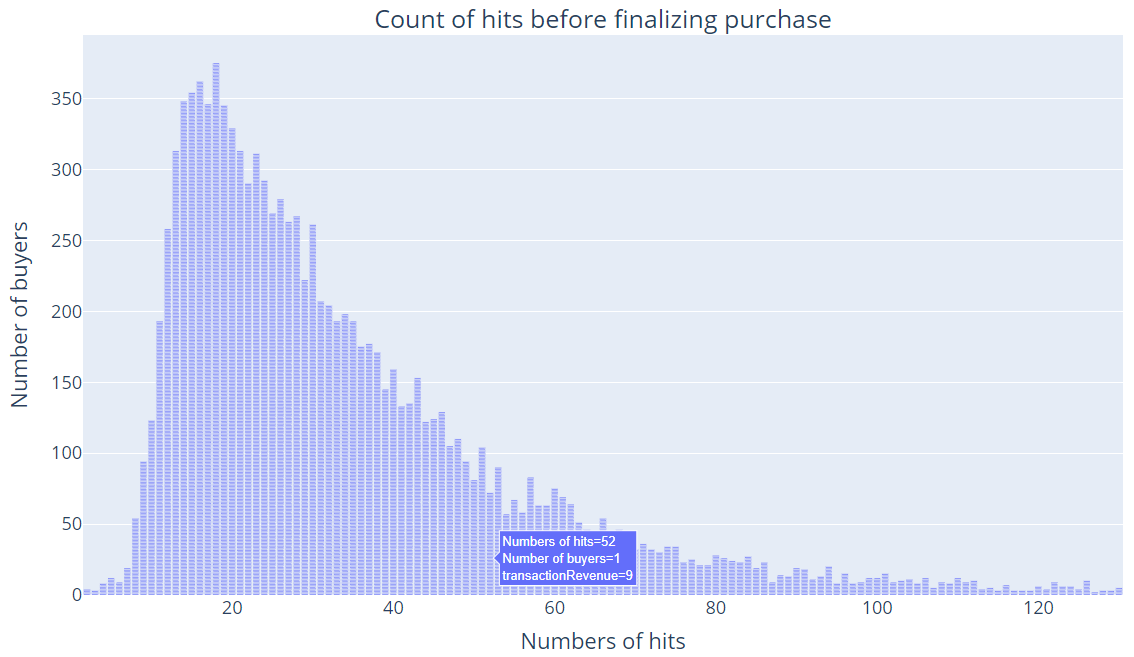 Count of hits before finalizing purchase
Number of buyers
350
300
250
200
150
100
50
0
Numbers of hits=52
Number of buyers=1
transactionRevenue=9
20
40
60
80
100
120
Numbers of hits